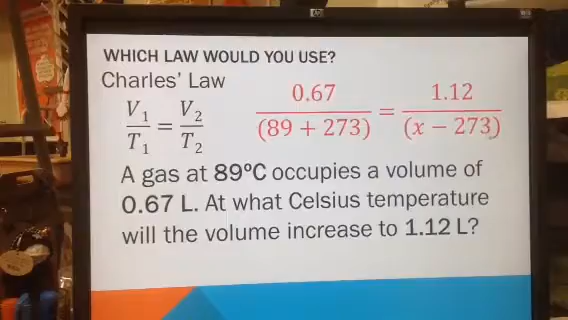 WHICH LAW WOULD YOU USE?
Charles' Law
V₁/T₁ = V₂/T₂
0.67/(89 + 273) = 1.12/(x − 273)
A gas at 89ºC occupies a volume of
0.67 L. At what Celsius temperature
will the volume increase to 1.12 L?